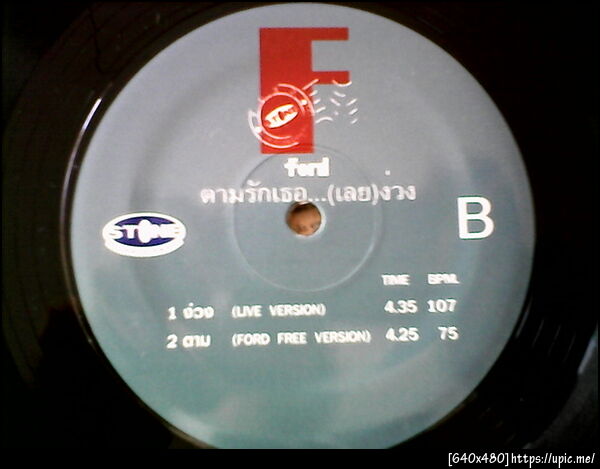 F
STONE
ford
ตามรักเธอ...(เลย)ง่วง
B
STONE
TIME BPM.
1 ง่วง (LIVE VERSION) 4.35 107
2 ตาม (FORD FREE VERSION) 4.25 75
[640x480]https://upic.me/